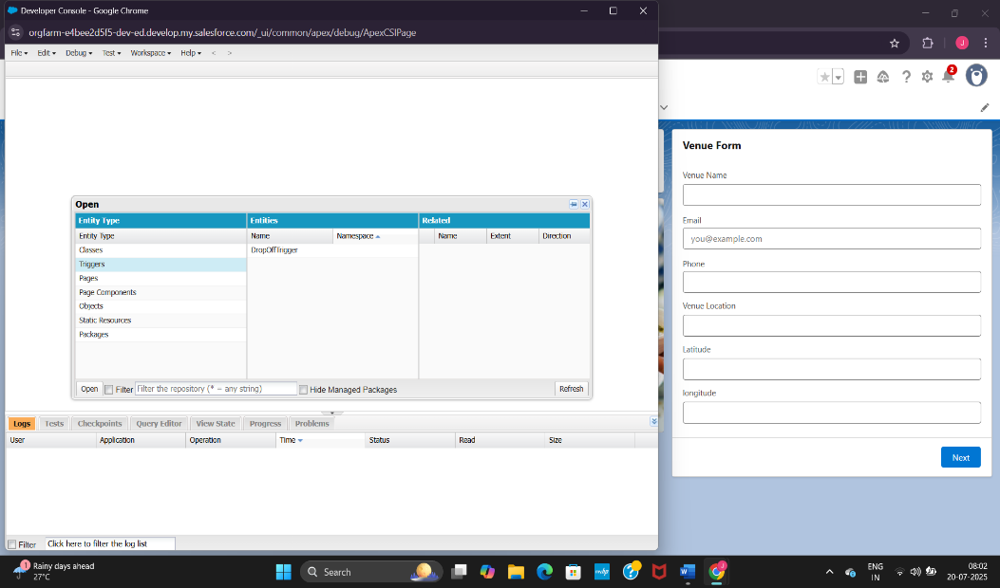 Developer Console - Google Chrome
orgfarm-e4bee2d5f5-dev-ed.develop.my.salesforce.com/_ui/common/apex/debug/ApexCSIPage
File Edit Debug Test Workspace Help < >
Open
Entity Type Entities Related
Entity Type Name Namespace Name Extent Direction
Classes DropOffTrigger
Triggers
Pages
Page Components
Objects
Static Resources
Packages
Open Filter Filter the repository (* = any string) Hide Managed Packages Refresh
Logs Tests Checkpoints Query Editor View State Progress Problems
User Application Operation Time Status Read Size
Filter Click here to filter the log list
J
2
Venue Form
Venue Name
Email
you@example.com
Phone
Venue Location
Latitude
longitude
Next
1 Rainy days ahead
27°C
Search
W
J
ENG
IN
08:02
20-07-2025